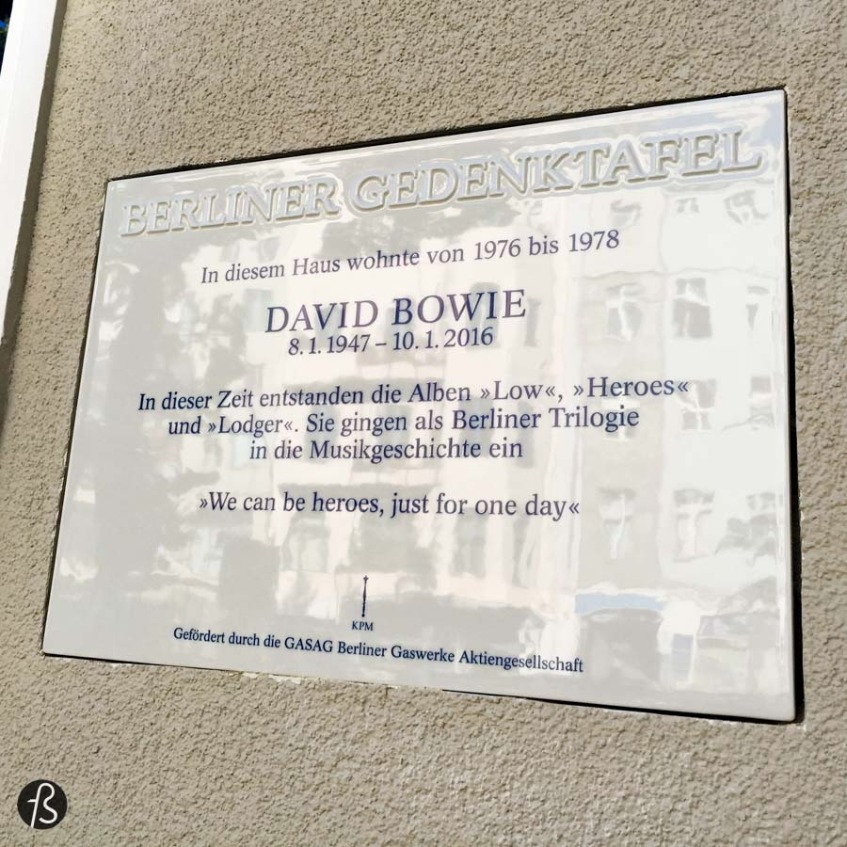 BERLINER GEDENKTAFEL
In diesem Haus wohnte von 1976 bis 1978
DAVID BOWIE
8. 1. 1947 – 10. 1. 2016
In dieser Zeit entstanden die Alben »Low«, »Heroes«
und »Lodger«. Sie gingen als Berliner Trilogie
in die Musikgeschichte ein
»We can be heroes, just for one day«
KPM
Gefördert durch die GASAG Berliner Gaswerke Aktiengesellschaft